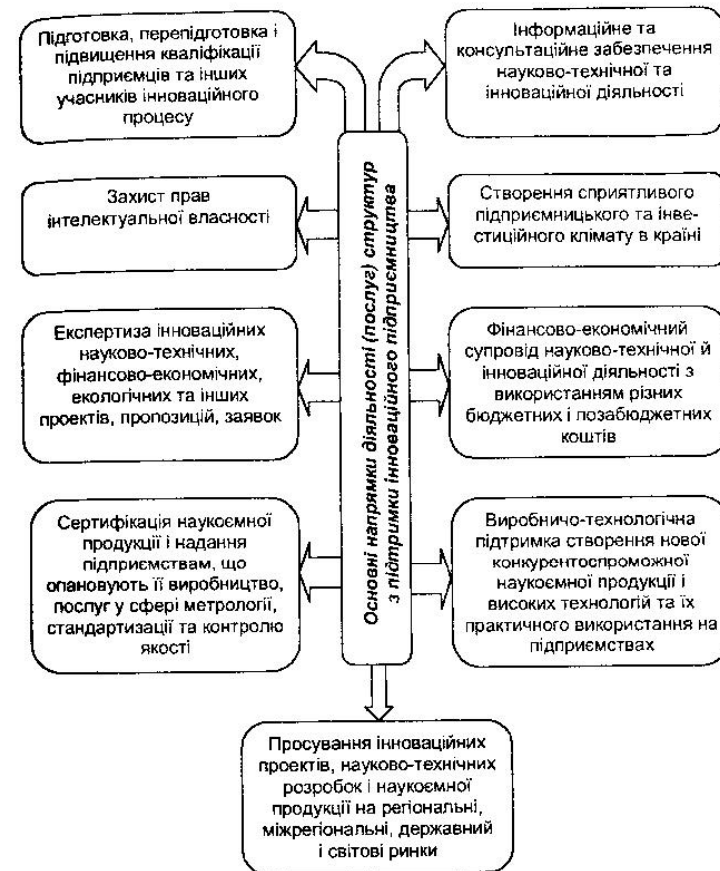 Підготовка, перепідготовка і
підвищення кваліфікації
підприємців та інших
учасників інноваційного
процесу
Інформаційне та
консультаційне забезпечення
науково-технічної та
інноваційної діяльності
Основні напрямки діяльності (послуг) структур
з підтримки інноваційного підприємництва
Захист прав
інтелектуальної власності
Створення сприятливого
підприємницького та інве-
стиційного клімату в країні
Експертиза інноваційних
науково-технічних,
фінансово-економічних,
екологічних та інших
проектів, пропозицій, заявок
Фінансово-економічний
супровід науково-технічної й
інноваційної діяльності з
використанням різних
бюджетних і позабюджетних
коштів
Сертифікація наукоємної
продукції і надання
підприємствам, що
опановують її виробництво,
послуг у сфері метрології,
стандартизації та контролю
якості
Виробничо-технологічна
підтримка створення нової
конкурентоспроможної
наукоємної продукції і
високих технологій та їх
практичного використання на
підприємствах
Просування інноваційних
проектів, науково-технічних
розробок і наукоємної
продукції на регіональні,
міжрегіональні, державний
і світові ринки